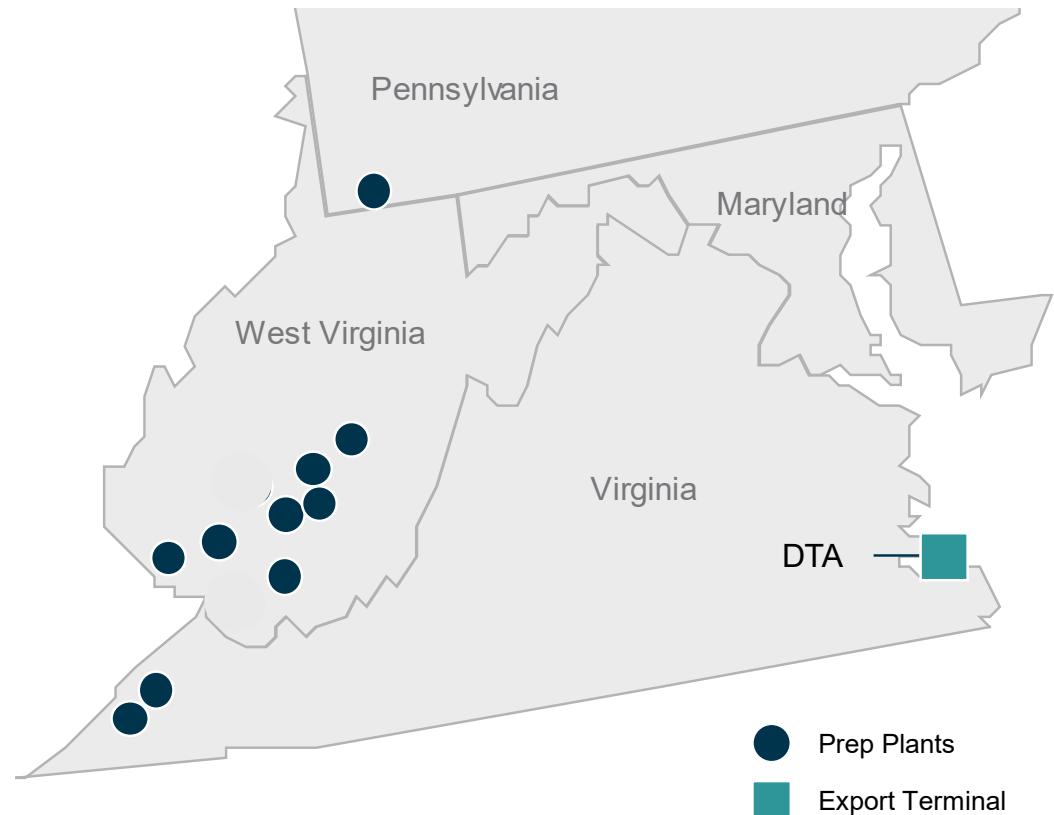 Pennsylvania
Maryland
West Virginia
Virginia
DTA
Prep Plants
Export Terminal